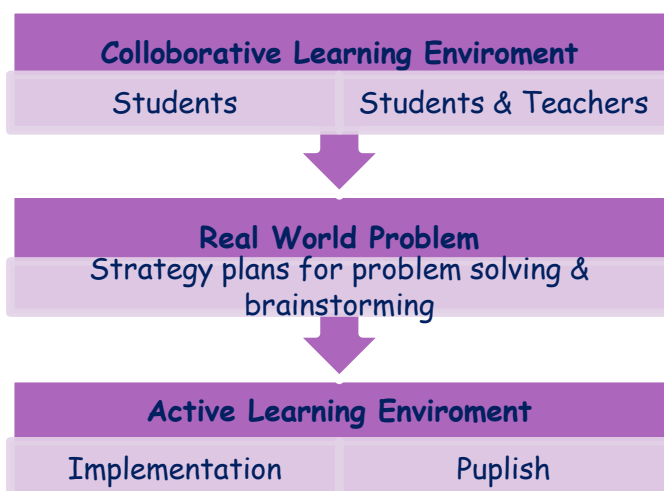 Colloborative Learning Enviroment
Students
Students & Teachers
Real World Problem
Strategy plans for problem solving &
brainstorming
Active Learning Enviroment
Implementation
Puplish